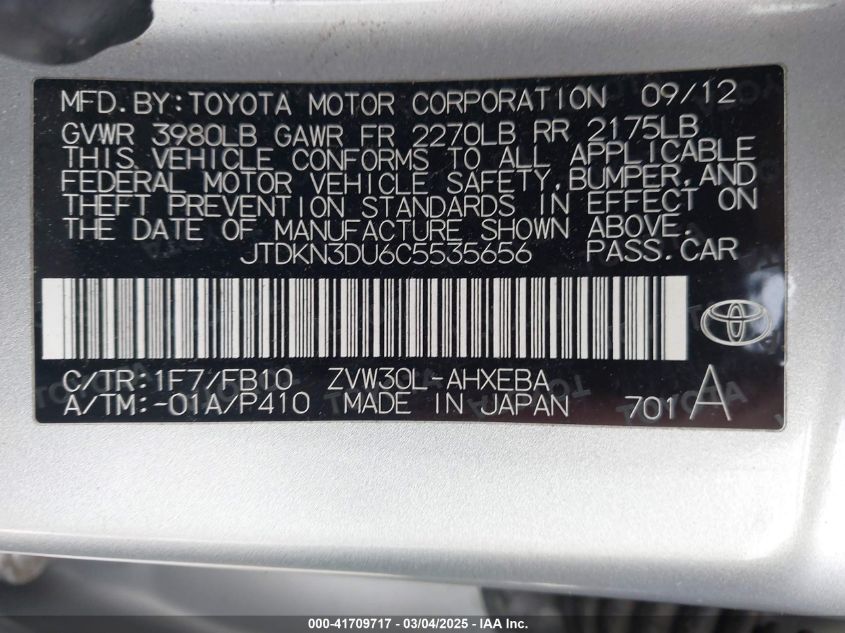 MFD. BY: TOYOTA MOTOR CORPORATION 09/12
GVWR 3980LB GAWR FR 2270LB RR 2175LB
THIS VEHICLE CONFORMS TO ALL APPLICABLE
FEDERAL MOTOR VEHICLE SAFETY, BUMPER, AND
THEFT PREVENTION STANDARDS IN EFFECT ON
THE DATE OF MANUFACTURE SHOWN ABOVE.
JTDKN3DU6C5535656 PASS. CAR
C/TR: 1F7/FB10 ZVW30L-AHXEBA
A/TM: -01A/P410 MADE IN JAPAN 701 A
000-41709717 - 03/04/2025 - IAA Inc.